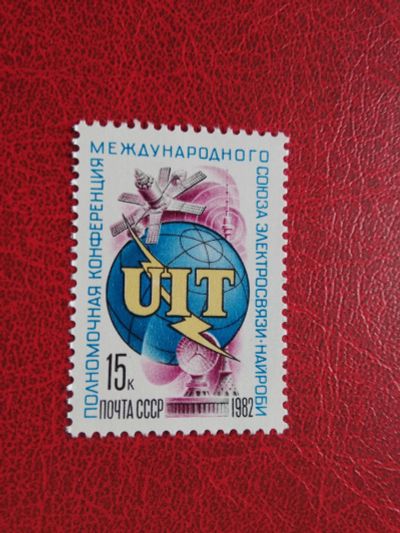 ПОЛНОМОЧНАЯ КОНФЕРЕНЦИЯ
МЕЖДУНАРОДНОГО
СОЮЗА ЭЛЕКТРОСВЯЗИ·НАЙРОБИ
UIT
15к
ПОЧТА СССР
1982